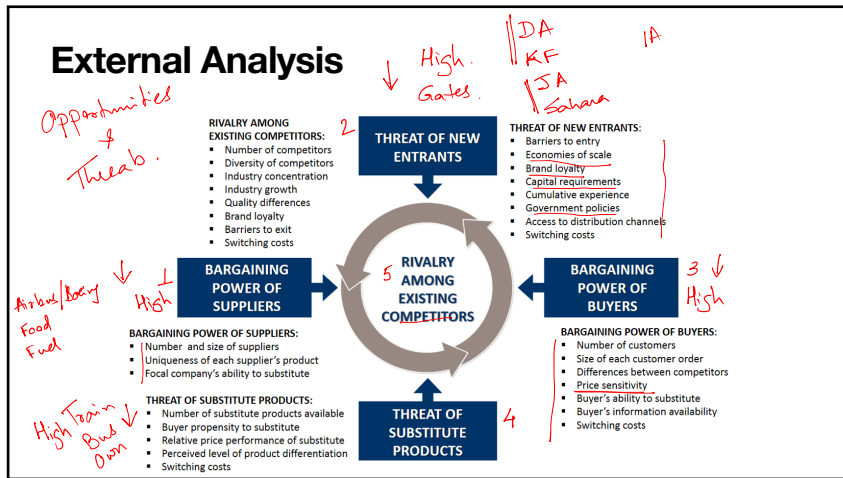 External Analysis
Opportunities
&
Threats.
High.
Gates.
DA
KF
JA
Sahara
IA
RIVALRY AMONG
EXISTING COMPETITORS:
▪ Number of competitors
▪ Diversity of competitors
▪ Industry concentration
▪ Industry growth
▪ Quality differences
▪ Brand loyalty
▪ Barriers to exit
▪ Switching costs
2
THREAT OF NEW
ENTRANTS
THREAT OF NEW ENTRANTS:
▪ Barriers to entry
▪ Economies of scale
▪ Brand loyalty
▪ Capital requirements
▪ Cumulative experience
▪ Government policies
▪ Access to distribution channels
▪ Switching costs
Airbus/Boeing
Food
Fuel
1
High
BARGAINING
POWER OF
SUPPLIERS
5
RIVALRY
AMONG
EXISTING
COMPETITORS
BARGAINING
POWER OF
BUYERS
3
High
BARGAINING POWER OF SUPPLIERS:
▪ Number and size of suppliers
▪ Uniqueness of each supplier's product
▪ Focal company's ability to substitute
BARGAINING POWER OF BUYERS:
▪ Number of customers
▪ Size of each customer order
▪ Differences between competitors
▪ Price sensitivity
▪ Buyer's ability to substitute
▪ Buyer's information availability
▪ Switching costs
High Train
Bus
Own
THREAT OF SUBSTITUTE PRODUCTS:
▪ Number of substitute products available
▪ Buyer propensity to substitute
▪ Relative price performance of substitute
▪ Perceived level of product differentiation
▪ Switching costs
THREAT OF
SUBSTITUTE
PRODUCTS
4